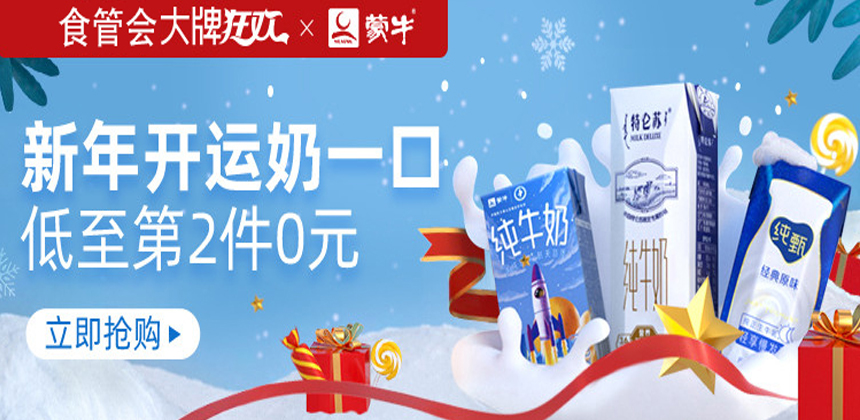 食管会大牌狂欢×蒙牛
新年开运奶一口
低至第2件0元
立即抢购
蒙牛
纯牛奶
特仑苏
MILK DELUXE
纯牛奶
纯甄
经典原味